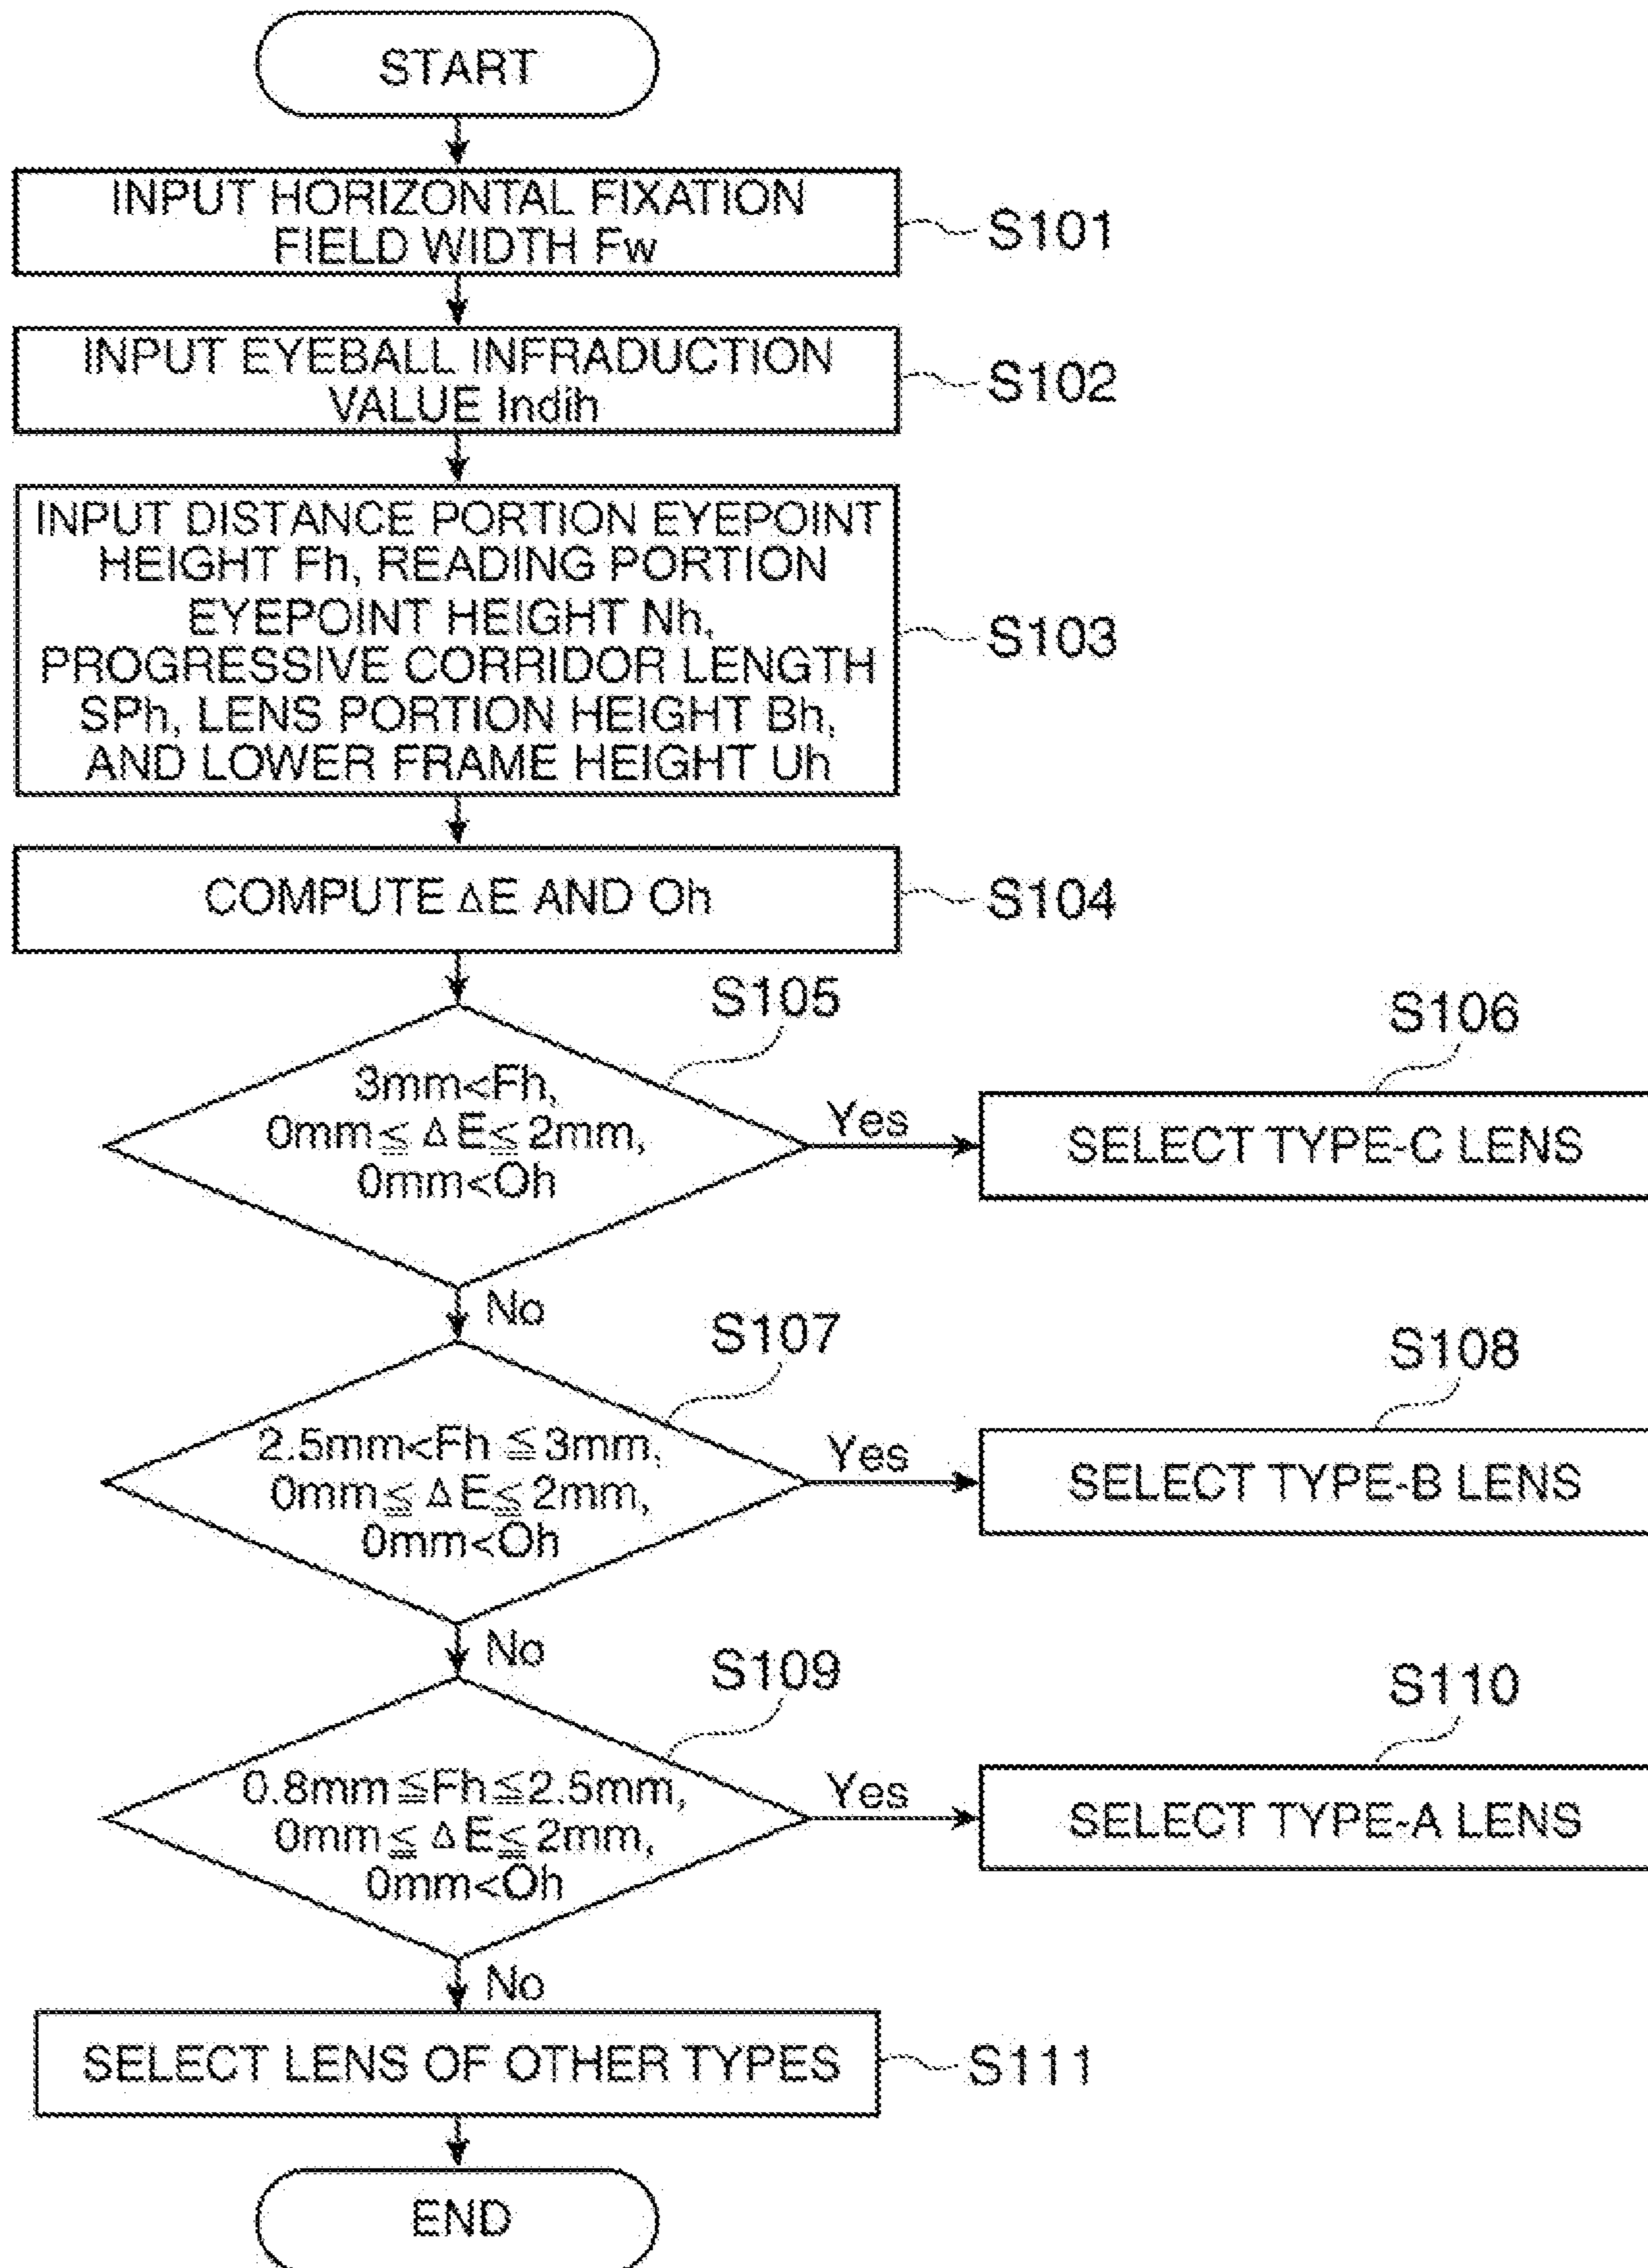 START
INPUT HORIZONTAL FIXATION
FIELD WIDTH Fw
S101
INPUT EYEBALL INFRADUCTION
VALUE Indih
S102
INPUT DISTANCE PORTION EYEPOINT
HEIGHT Fh, READING PORTION
EYEPOINT HEIGHT Nh,
PROGRESSIVE CORRIDOR LENGTH
SPh, LENS PORTION HEIGHT Bh,
AND LOWER FRAME HEIGHT Uh
S103
COMPUTE ΔE AND Oh
S104
S105
3mm<Fh,
0mm≦ΔE≦2mm,
0mm<Oh
Yes
S106
SELECT TYPE-C LENS
No
S107
2.5mm<Fh≦3mm,
0mm≦ΔE≦2mm,
0mm<Oh
Yes
S108
SELECT TYPE-B LENS
No
S109
0.8mm≦Fh≦2.5mm,
0mm≦ΔE≦2mm,
0mm<Oh
Yes
S110
SELECT TYPE-A LENS
No
SELECT LENS OF OTHER TYPES
S111
END